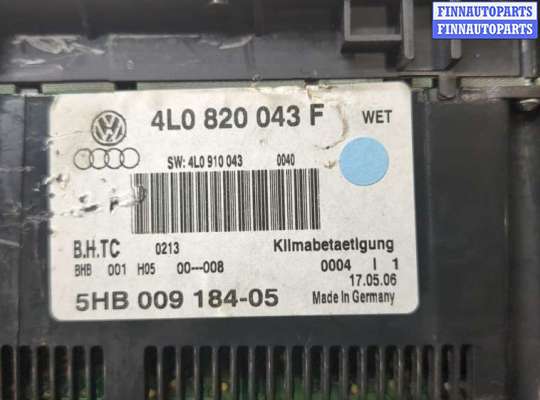 FINNAUTOPARTS
FINNAUTOPARTS
4L0 820 043 F WET
SW: 4L0 910 043 0040
B.H.TC 0213 Klimabetaetigung
BHB 001 H05 00---008 0004 I 1
17.05.06
5HB 009 184-05 Made In Germany